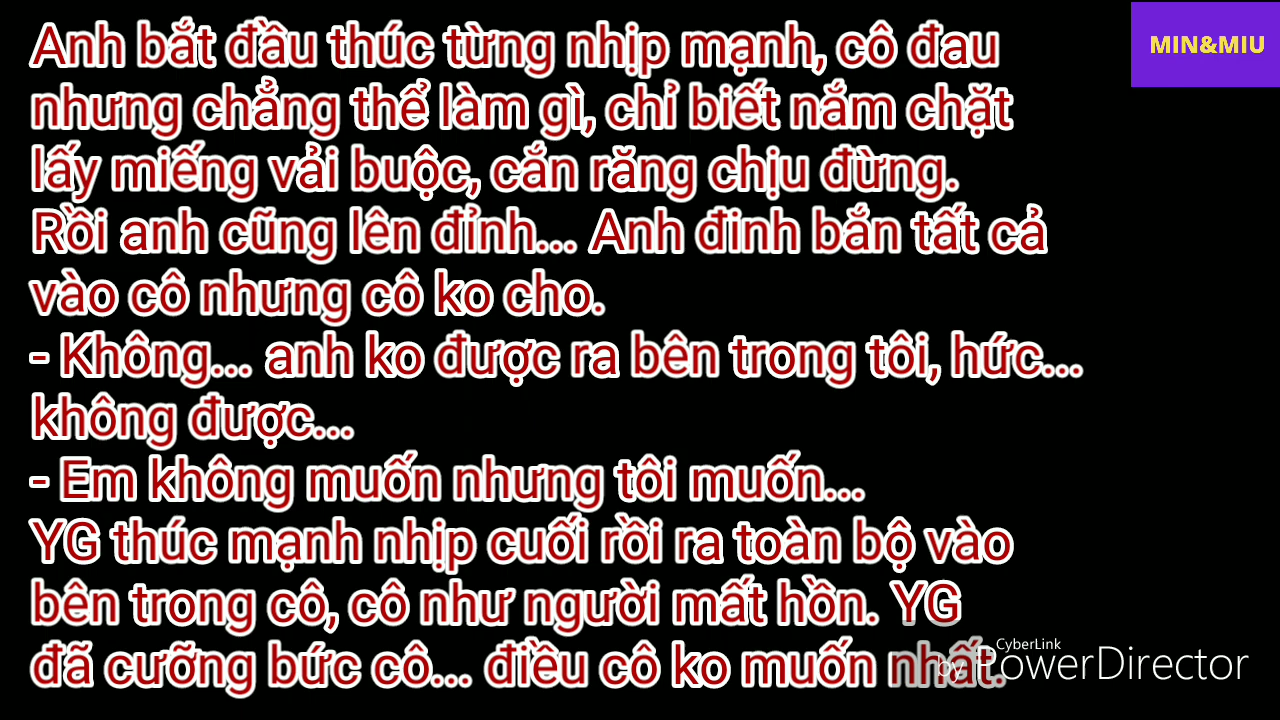 MIN&MIU
Anh bắt đầu thúc từng nhịp mạnh, cô đau
nhưng chẳng thể làm gì, chỉ biết nắm chặt
lấy miếng vải buộc, cắn răng chịu đừng.
Rồi anh cũng lên đỉnh... Anh đinh bắn tất cả
vào cô nhưng cô ko cho.
- Không... anh ko được ra bên trong tôi, hức...
không được...
- Em không muốn nhưng tôi muốn...
YG thúc mạnh nhịp cuối rồi ra toàn bộ vào
bên trong cô, cô như người mất hồn. YG
đã cưỡng bức cô... điều cô ko muốn nhất.
CyberLink
by PowerDirector